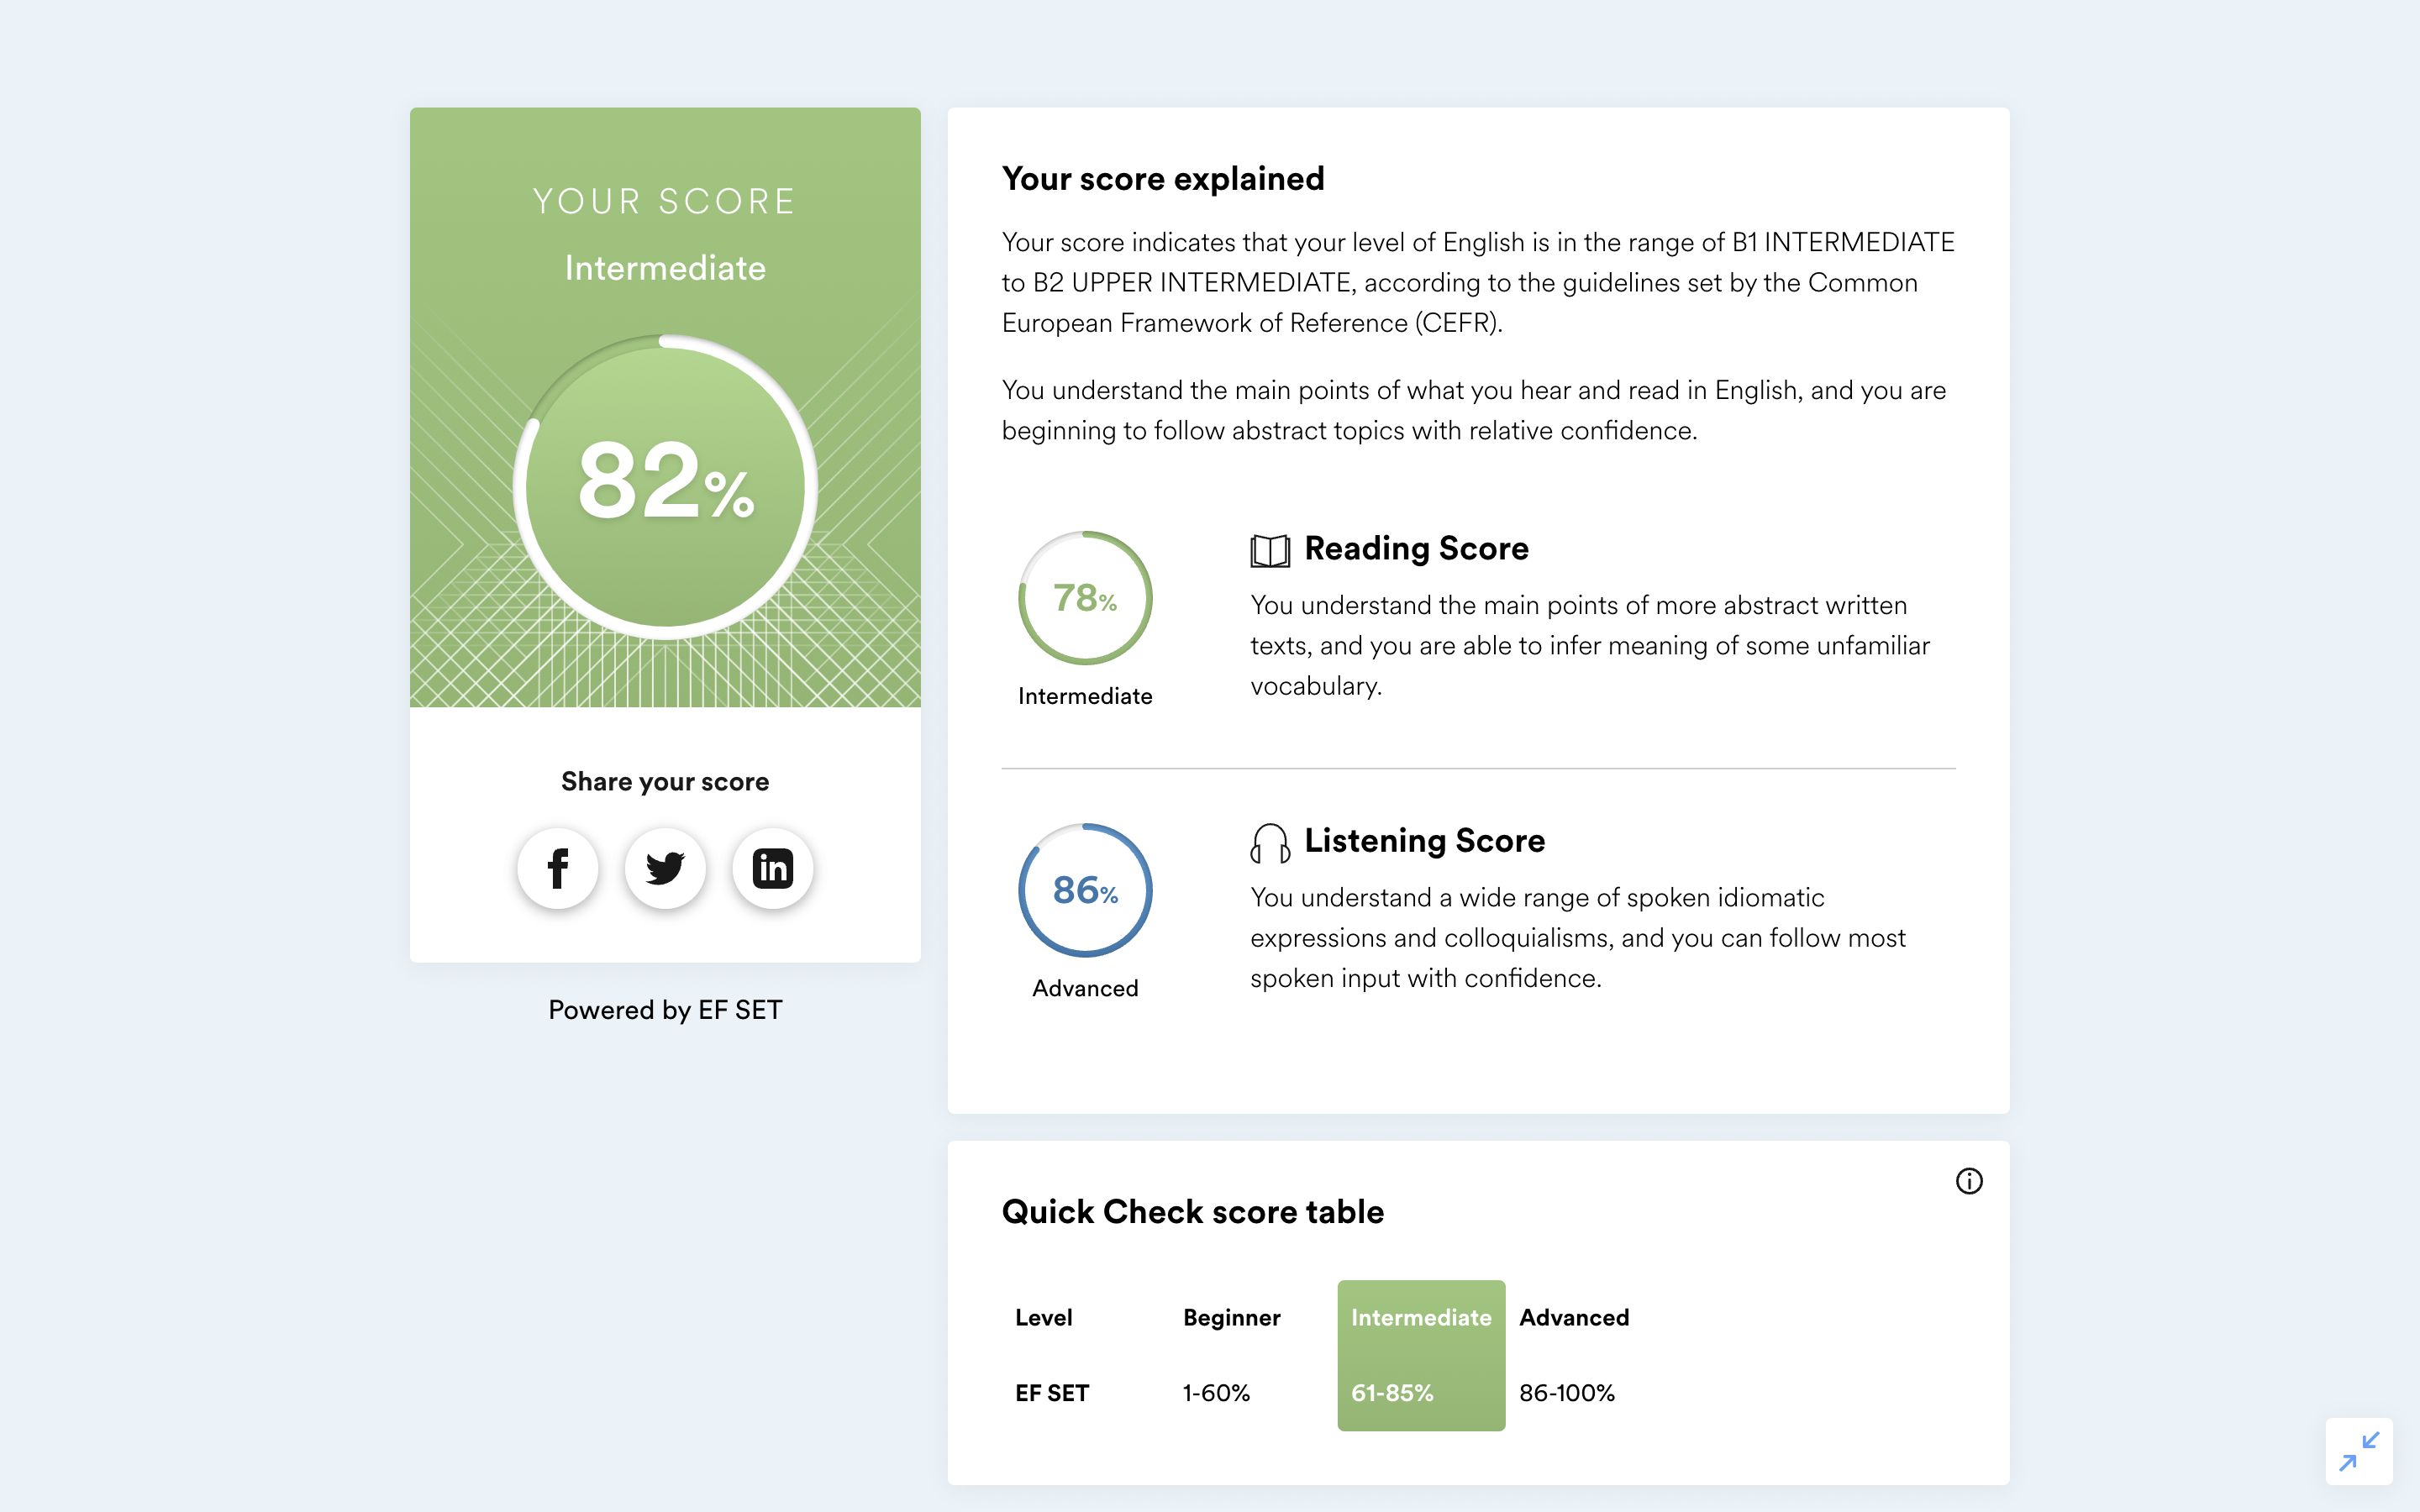 YOUR SCORE
Intermediate
82%
Share your score
f
in
Powered by EF SET
Your score explained
Your score indicates that your level of English is in the range of B1 INTERMEDIATE
to B2 UPPER INTERMEDIATE, according to the guidelines set by the Common
European Framework of Reference (CEFR).
You understand the main points of what you hear and read in English, and you are
beginning to follow abstract topics with relative confidence.
78%
Intermediate
Reading Score
You understand the main points of more abstract written
texts, and you are able to infer meaning of some unfamiliar
vocabulary.
86%
Advanced
Listening Score
You understand a wide range of spoken idiomatic
expressions and colloquialisms, and you can follow most
spoken input with confidence.
Quick Check score table
Level Beginner Intermediate Advanced
EF SET 1-60% 61-85% 86-100%